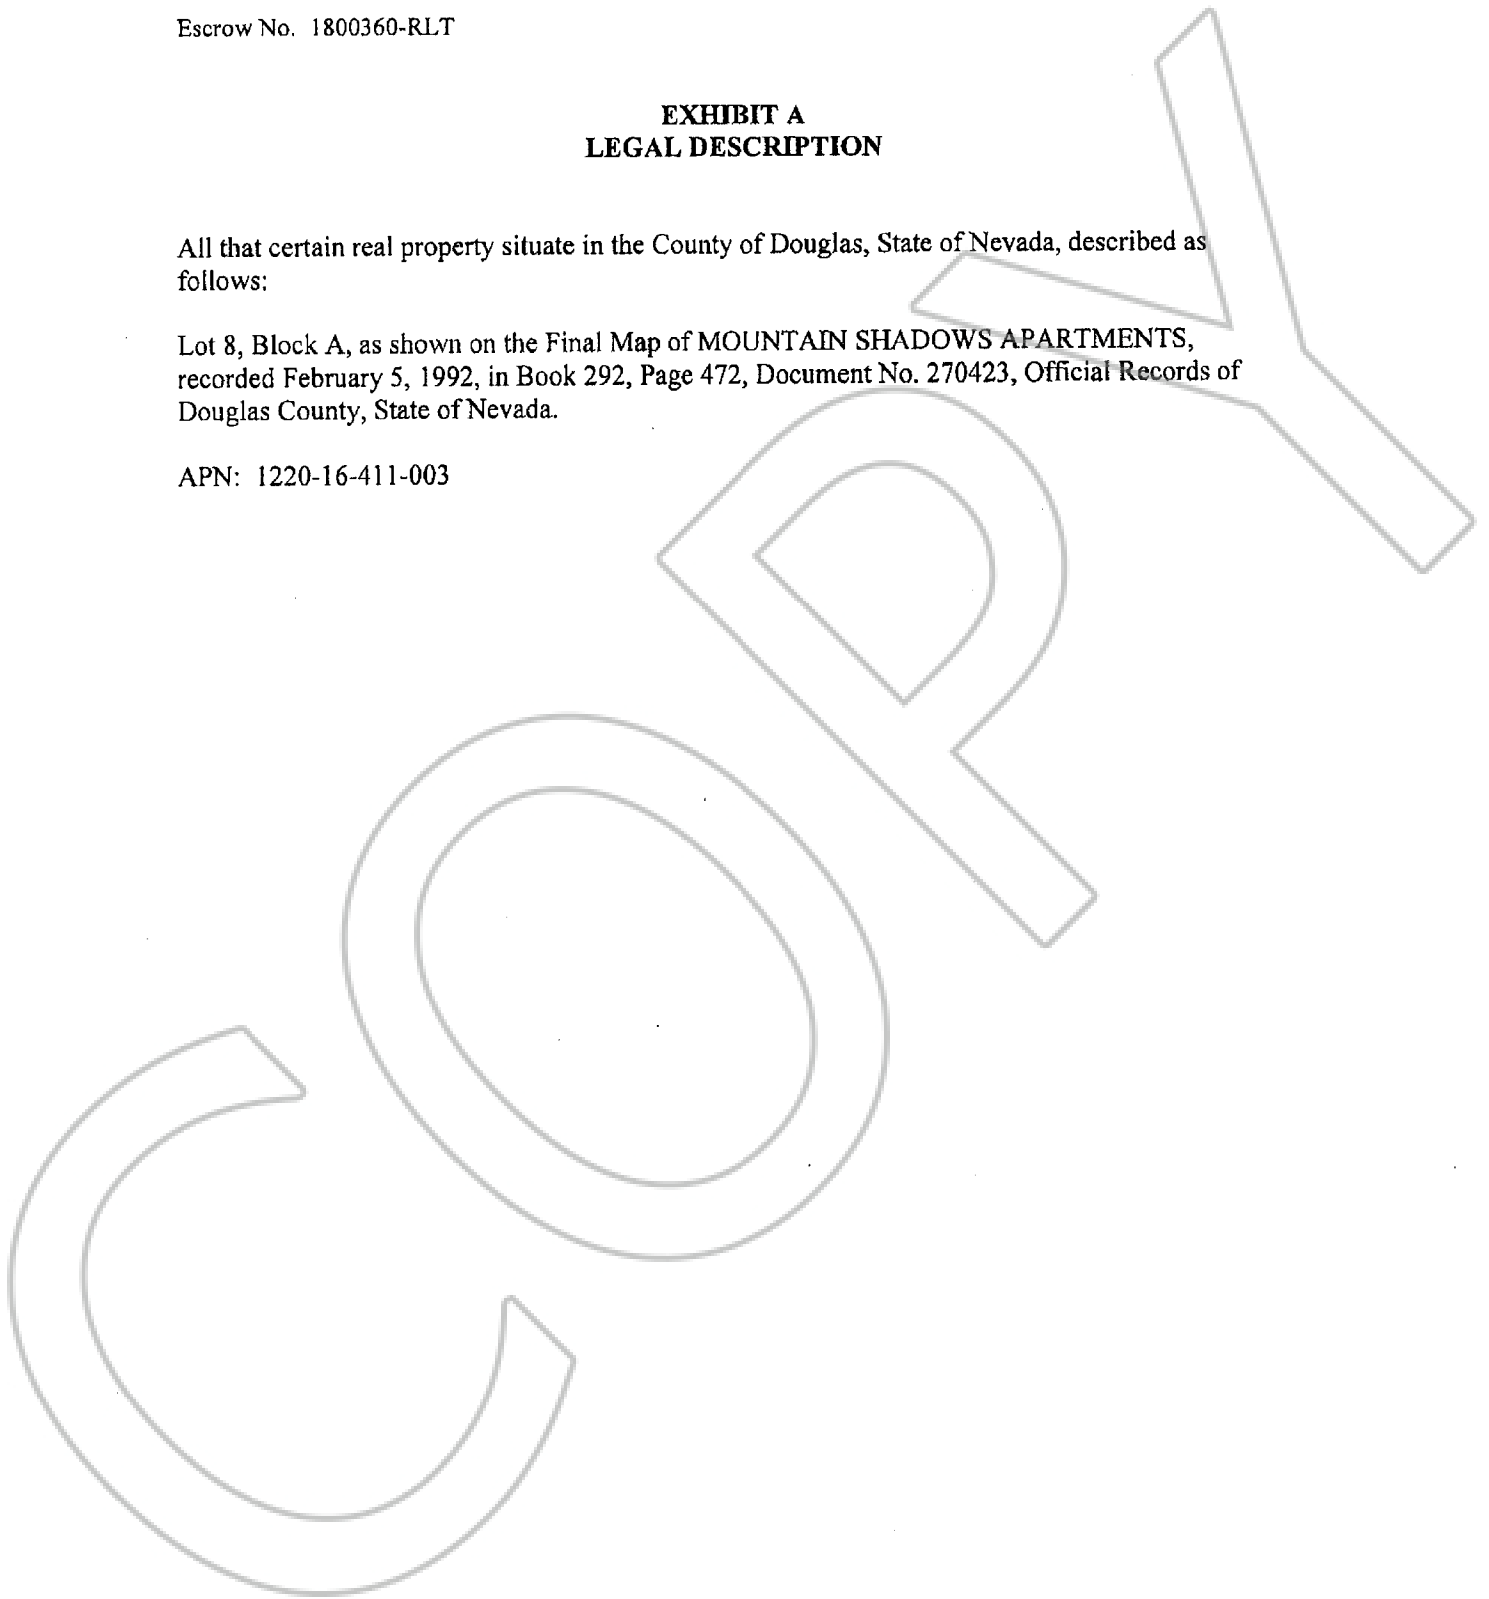 Escrow No. 1800360-RLT
EXHIBIT A
LEGAL DESCRIPTION
All that certain real property situate in the County of Douglas, State of Nevada, described as
follows:
Lot 8, Block A, as shown on the Final Map of MOUNTAIN SHADOWS APARTMENTS,
recorded February 5, 1992, in Book 292, Page 472, Document No. 270423, Official Records of
Douglas County, State of Nevada.
APN: 1220-16-411-003
COPY